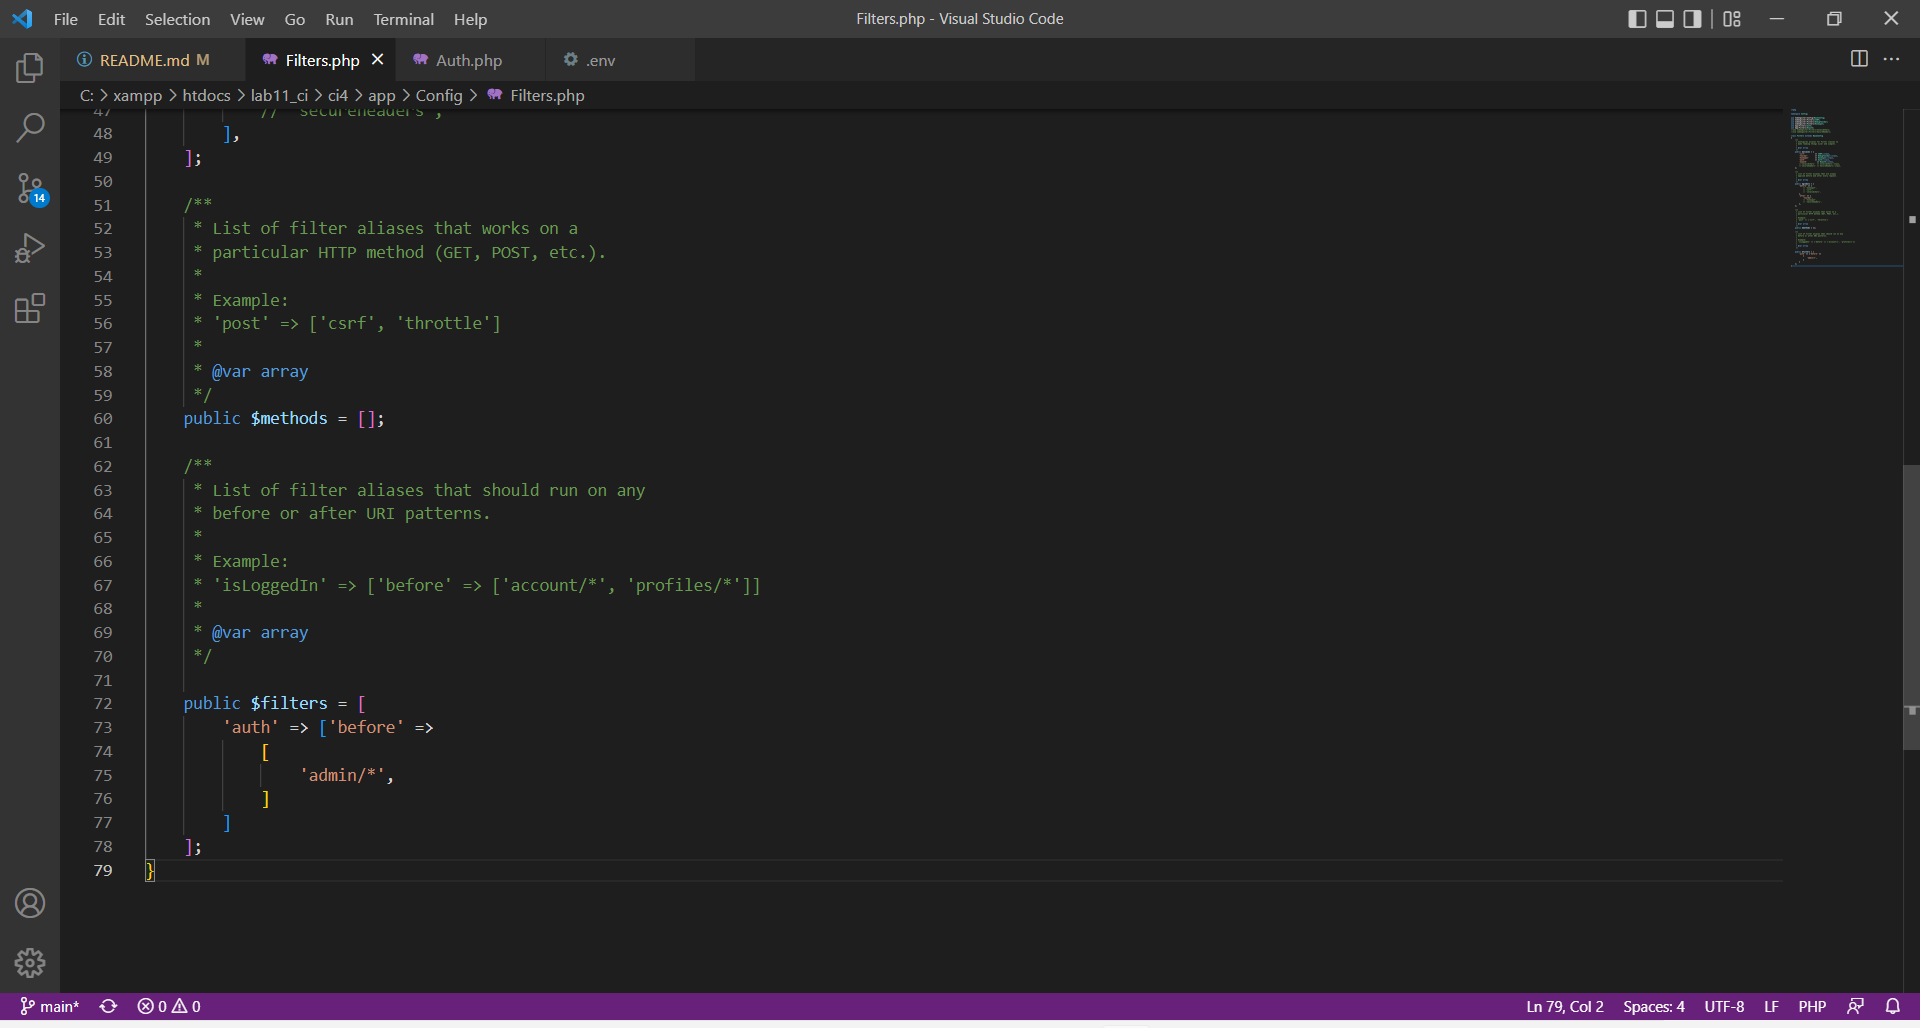 File Edit Selection View Go Run Terminal Help Filters.php - Visual Studio Code
README.md M Filters.php Auth.php .env
C: > xampp > htdocs > lab11_ci > ci4 > app > Config > Filters.php
47 // 'secureheaders',
48 ],
49 ];
50
51 /**
52 * List of filter aliases that works on a
53 * particular HTTP method (GET, POST, etc.).
54 *
55 * Example:
56 * 'post' => ['csrf', 'throttle']
57 *
58 * @var array
59 */
60 public $methods = [];
61
62 /**
63 * List of filter aliases that should run on any
64 * before or after URI patterns.
65 *
66 * Example:
67 * 'isLoggedIn' => ['before' => ['account/*', 'profiles/*']]
68 *
69 * @var array
70 */
71
72 public $filters = [
73 'auth' => ['before' =>
74 [
75 'admin/*',
76 ]
77 ]
78 ];
79 }
14
main* 0 0 Ln 79, Col 2 Spaces: 4 UTF-8 LF PHP